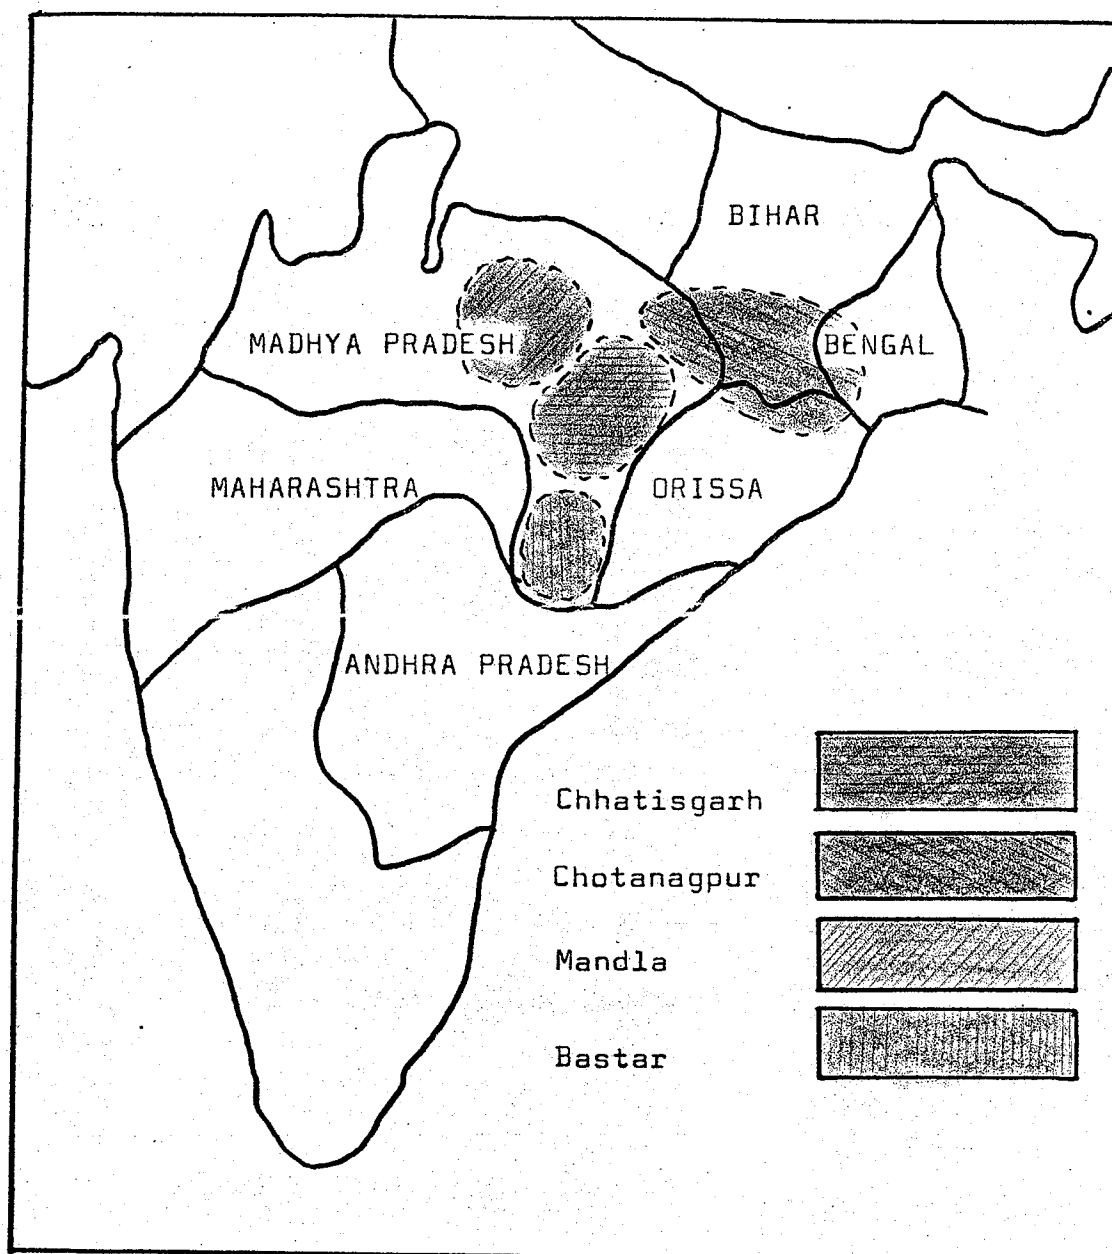 BIHAR
MADHYA PRADESH
BENGAL
MAHARASHTRA
ORISSA
ANDHRA PRADESH
Chhatisgarh
Chotanagpur
Mandla
Bastar